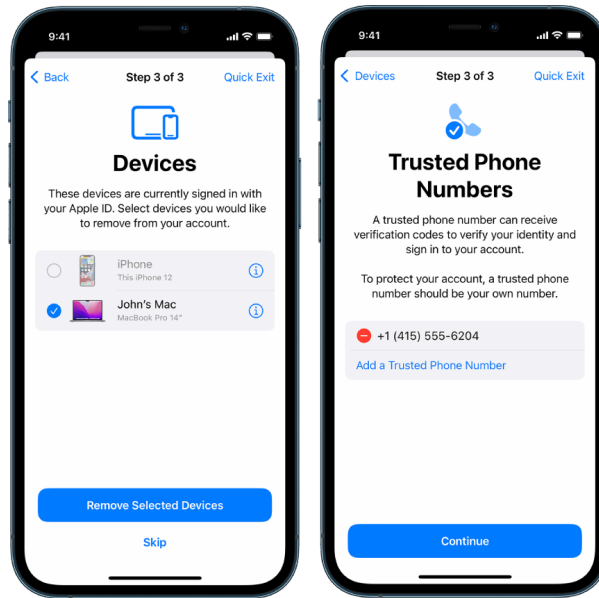 9:41
Back
Step 3 of 3
Quick Exit
Devices
These devices are currently signed in with
your Apple ID. Select devices you would like
to remove from your account.
iPhone
This iPhone 12
John's Mac
MacBook Pro 14"
Remove Selected Devices
Skip
9:41
Devices
Step 3 of 3
Quick Exit
Trusted Phone
Numbers
A trusted phone number can receive
verification codes to verify your identity and
sign in to your account.
To protect your account, a trusted phone
number should be your own number.
+1 (415) 555-6204
Add a Trusted Phone Number
Continue